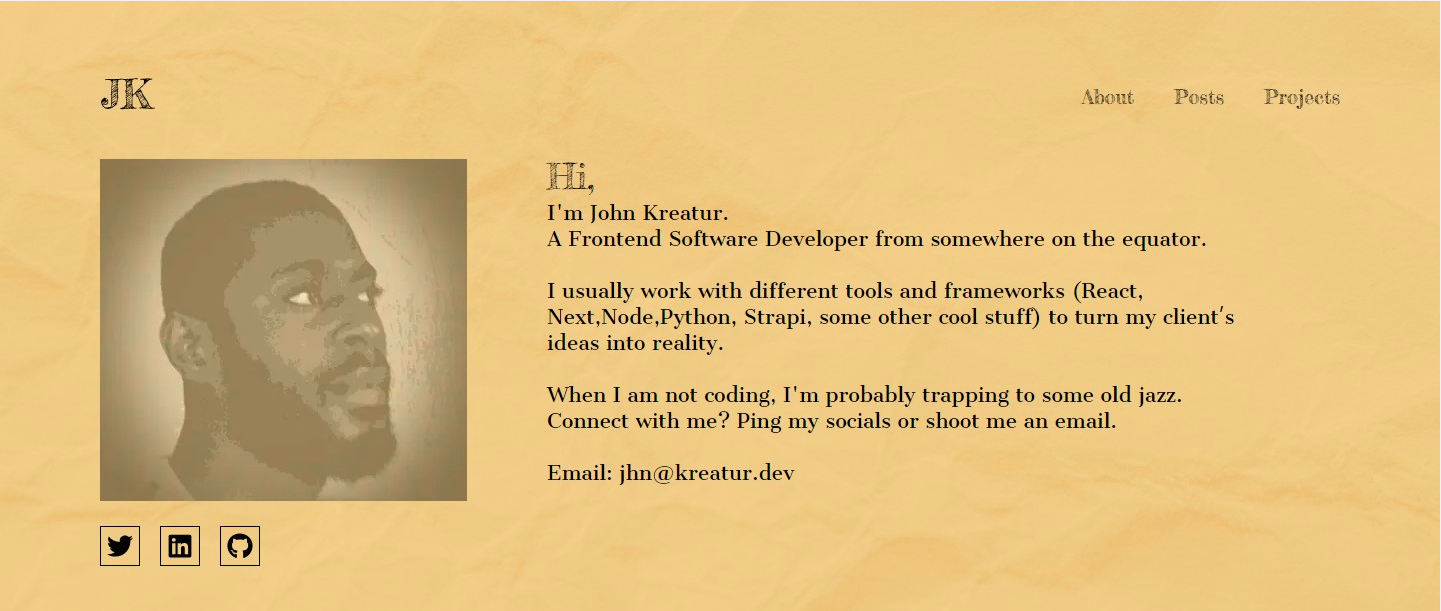 JK
About Posts Projects
Hi,
I'm John Kreatur.
A Frontend Software Developer from somewhere on the equator.
I usually work with different tools and frameworks (React,
Next,Node,Python, Strapi, some other cool stuff) to turn my client's
ideas into reality.
When I am not coding, I'm probably trapping to some old jazz.
Connect with me? Ping my socials or shoot me an email.
Email: jhn@kreatur.dev
in